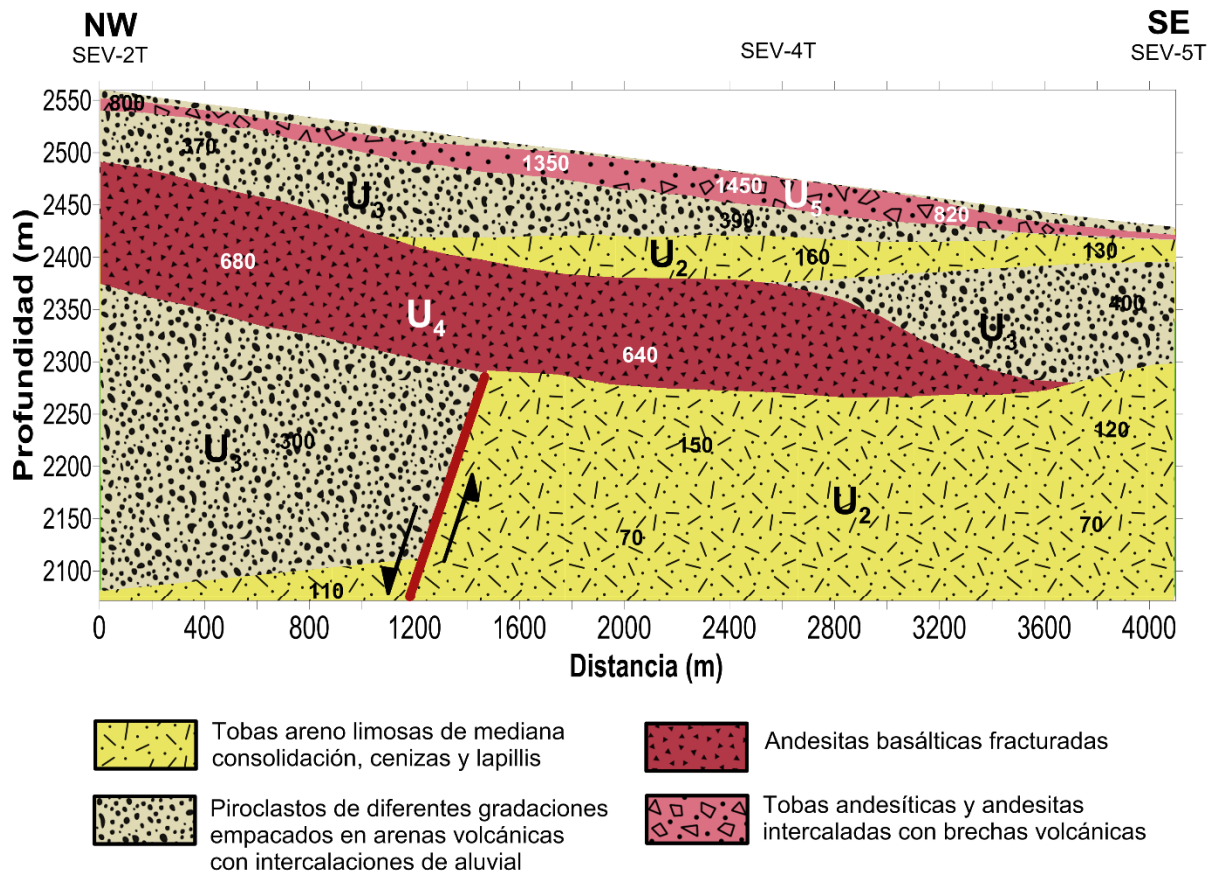 NW
SEV-2T
SEV-4T
SE
SEV-5T
Profundidad (m)
2550
2500
2450
2400
2350
2300
2250
2200
2150
2100
800
370
1350
1450
U5
820
U3
390
U2
160
130
680
U4
640
U3
400
U3
300
150
120
U2
70
70
110
0
400
800
1200
1600
2000
2400
2800
3200
3600
4000
Distancia (m)
Tobas areno limosas de mediana
consolidación, cenizas y lapillis
Andesitas basálticas fracturadas
Piroclastos de diferentes gradaciones
empacados en arenas volcánicas
con intercalaciones de aluvial
Tobas andesíticas y andesitas
intercaladas con brechas volcánicas